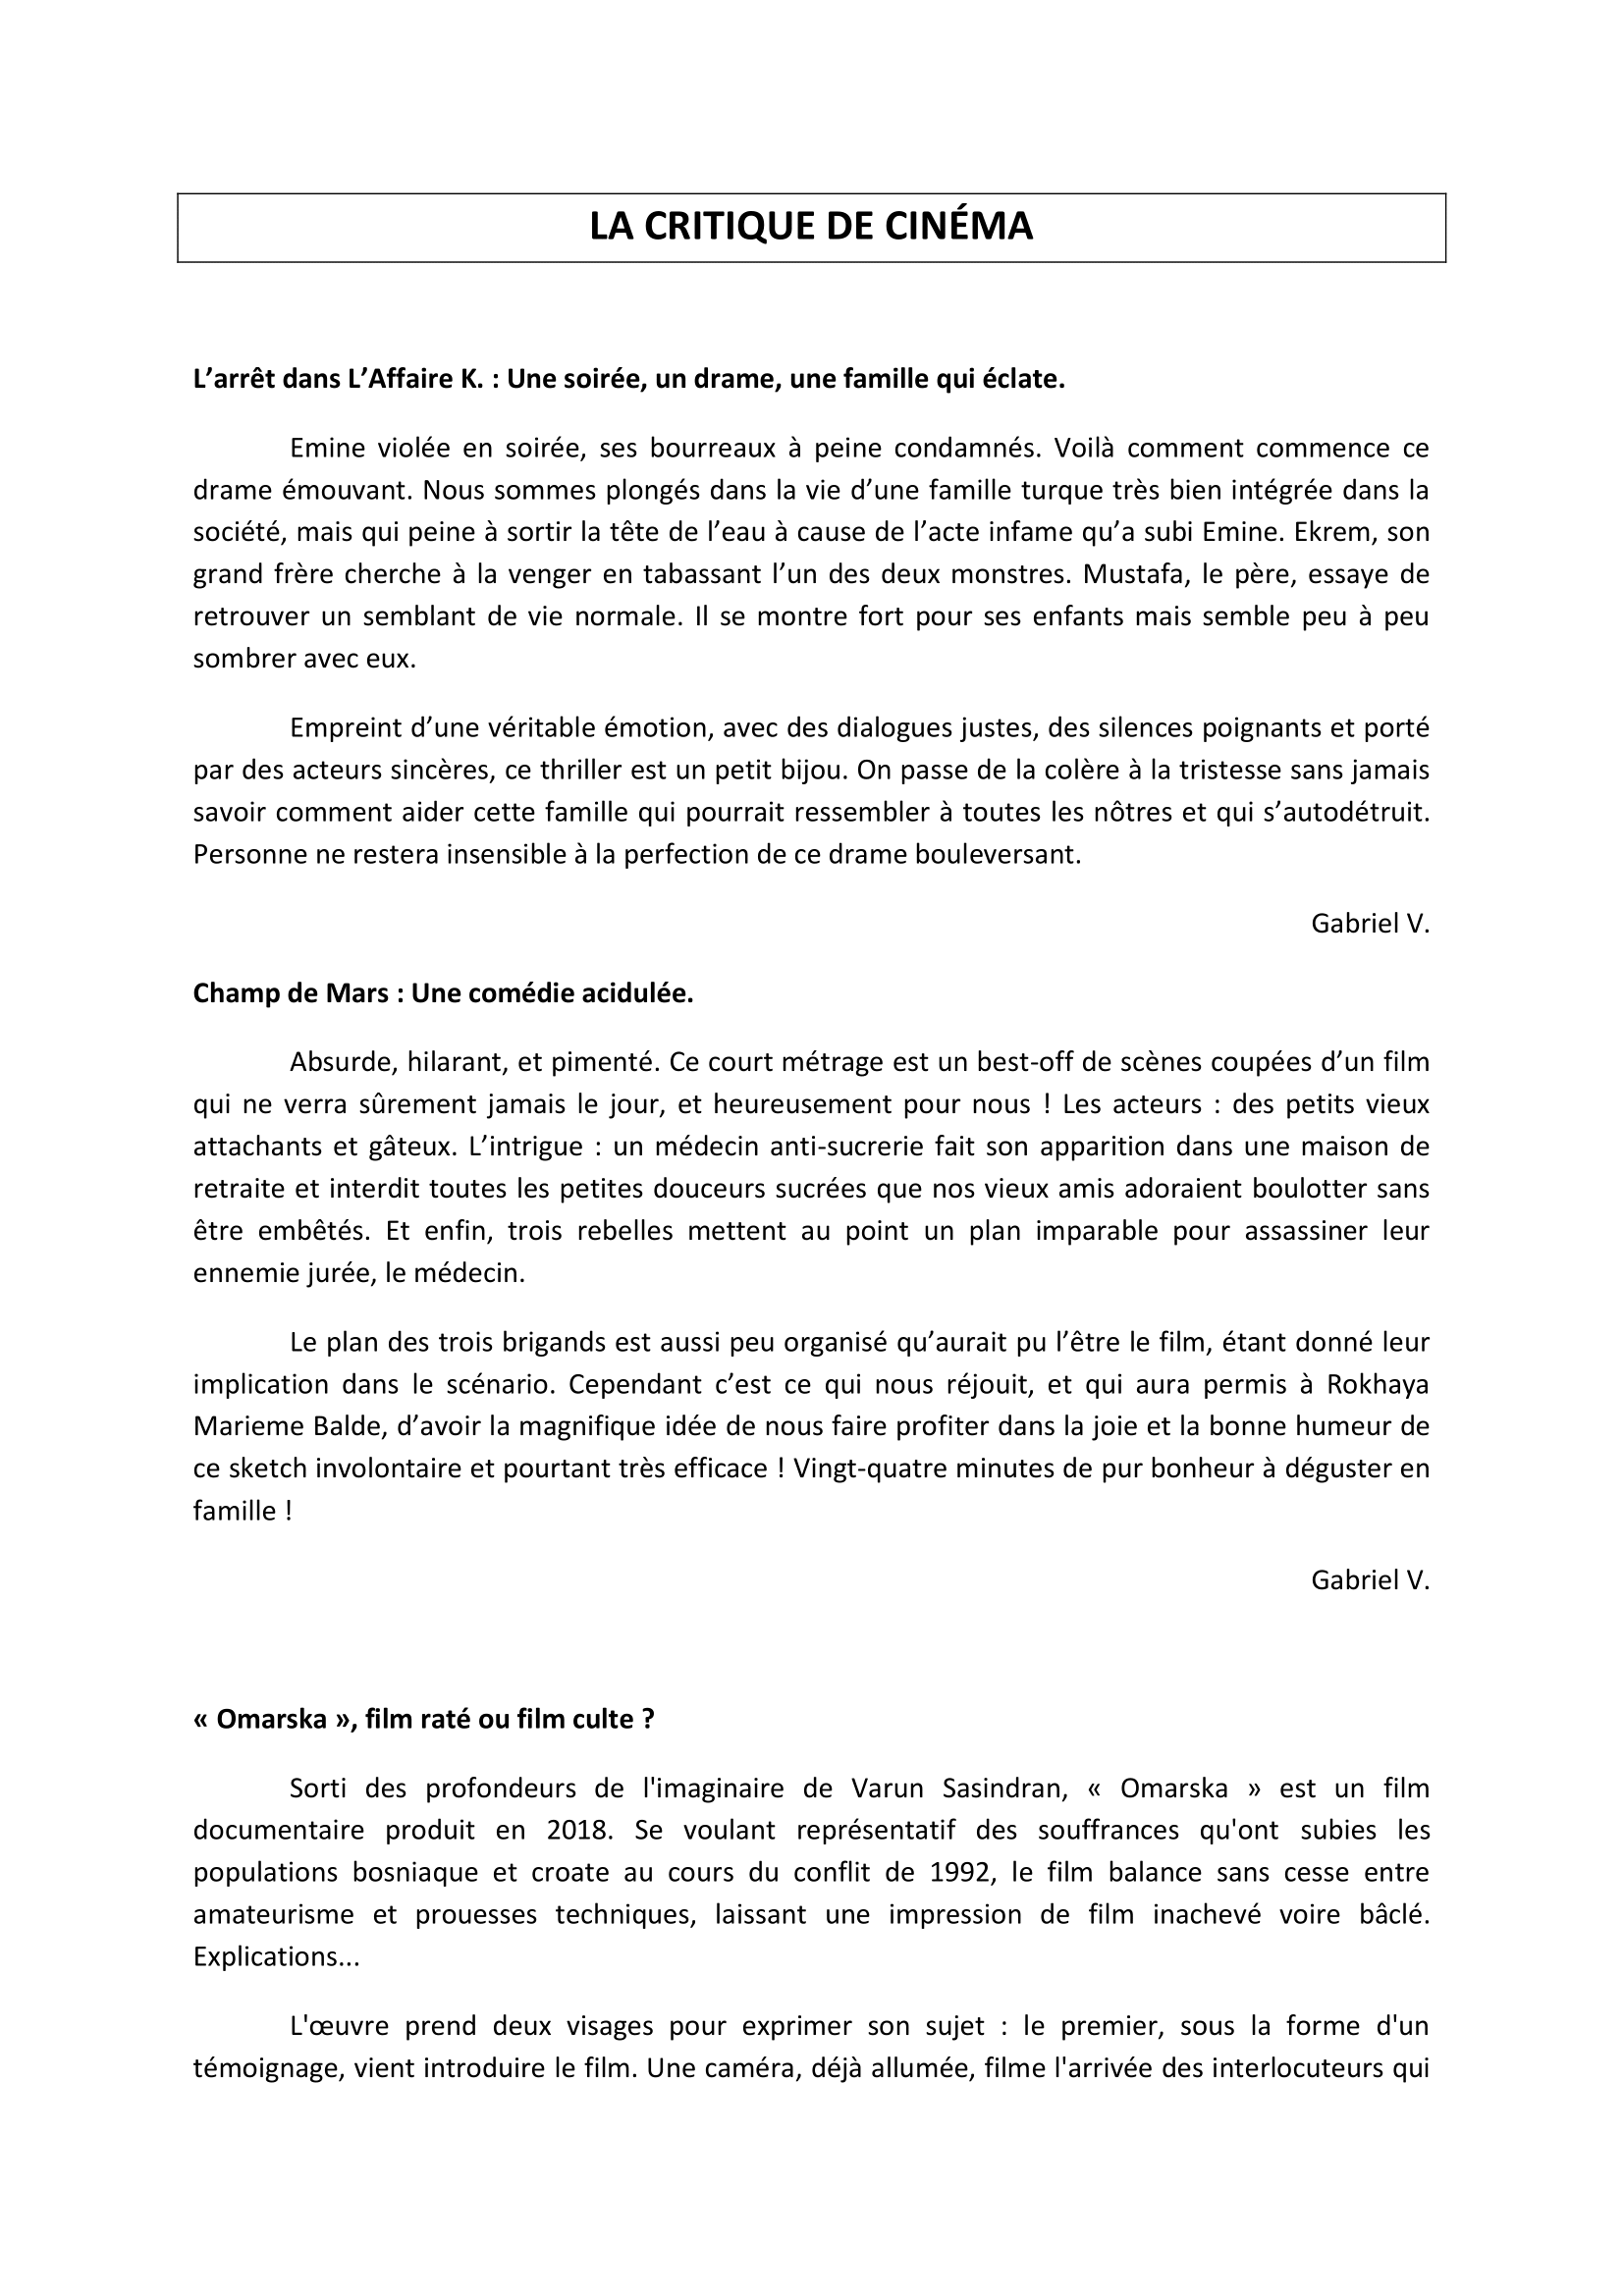 LA CRITIQUE DE CINÉMA
L’arrêt dans L’Affaire K. : Une soirée, un drame, une famille qui éclate.
Emine violée en soirée, ses bourreaux à peine condamnés. Voilà comment commence ce
drame émouvant. Nous sommes plongés dans la vie d’une famille turque très bien intégrée dans la
société, mais qui peine à sortir la tête de l’eau à cause de l’acte infame qu’a subi Emine. Ekrem, son
grand frère cherche à la venger en tabassant l’un des deux monstres. Mustafa, le père, essaye de
retrouver un semblant de vie normale. Il se montre fort pour ses enfants mais semble peu à peu
sombrer avec eux.
Empreint d’une véritable émotion, avec des dialogues justes, des silences poignants et porté
par des acteurs sincères, ce thriller est un petit bijou. On passe de la colère à la tristesse sans jamais
savoir comment aider cette famille qui pourrait ressembler à toutes les nôtres et qui s’autodétruit.
Personne ne restera insensible à la perfection de ce drame bouleversant.
Gabriel V.
Champ de Mars : Une comédie acidulée.
Absurde, hilarant, et pimenté. Ce court métrage est un best-off de scènes coupées d’un film
qui ne verra sûrement jamais le jour, et heureusement pour nous ! Les acteurs : des petits vieux
attachants et gâteux. L’intrigue : un médecin anti-sucrerie fait son apparition dans une maison de
retraite et interdit toutes les petites douceurs sucrées que nos vieux amis adoraient boulotter sans
être embêtés. Et enfin, trois rebelles mettent au point un plan imparable pour assassiner leur
ennemie jurée, le médecin.
Le plan des trois brigands est aussi peu organisé qu’aurait pu l’être le film, étant donné leur
implication dans le scénario. Cependant c’est ce qui nous réjouit, et qui aura permis à Rokhaya
Marieme Balde, d’avoir la magnifique idée de nous faire profiter dans la joie et la bonne humeur de
ce sketch involontaire et pourtant très efficace ! Vingt-quatre minutes de pur bonheur à déguster en
famille !
Gabriel V.
« Omarska », film raté ou film culte ?
Sorti des profondeurs de l'imaginaire de Varun Sasindran, « Omarska » est un film
documentaire produit en 2018. Se voulant représentatif des souffrances qu'ont subies les
populations bosniaque et croate au cours du conflit de 1992, le film balance sans cesse entre
amateurisme et prouesses techniques, laissant une impression de film inachevé voire bâclé.
Explications...
L'œuvre prend deux visages pour exprimer son sujet : le premier, sous la forme d'un
témoignage, vient introduire le film. Une caméra, déjà allumée, filme l'arrivée des interlocuteurs qui